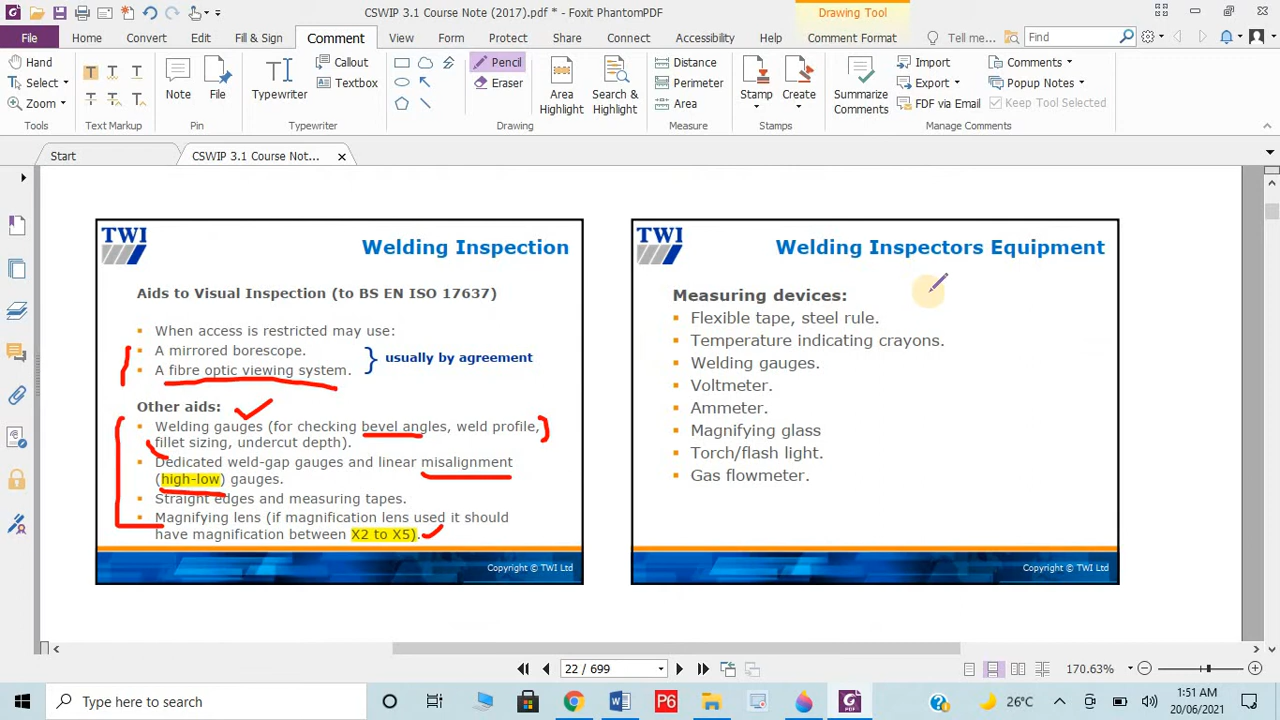 CSWIP 3.1 Course Note (2017).pdf * - Foxit PhantomPDF
Drawing Tool
File Home Convert Edit Fill & Sign Comment View Form Protect Share Connect Accessibility Help Comment Format Tell me... Find
Hand
Select
Zoom
Tools
Text Markup
Note
File
Pin
Typewriter
Callout
Textbox
Typewriter
Pencil
Eraser
Area Highlight
Search & Highlight
Drawing
Distance
Perimeter
Area
Measure
Stamp
Create
Stamps
Summarize Comments
Import
Export
FDF via Email
Comments
Popup Notes
Keep Tool Selected
Manage Comments
Start
CSWIP 3.1 Course Not...
TWI
Welding Inspection
Aids to Visual Inspection (to BS EN ISO 17637)
When access is restricted may use:
A mirrored borescope.
A fibre optic viewing system.
usually by agreement
Other aids:
Welding gauges (for checking bevel angles, weld profile,
fillet sizing, undercut depth).
Dedicated weld-gap gauges and linear misalignment
(high-low) gauges.
Straight edges and measuring tapes.
Magnifying lens (if magnification lens used it should
have magnification between X2 to X5).
Copyright © TWI Ltd
TWI
Welding Inspectors Equipment
Measuring devices:
Flexible tape, steel rule.
Temperature indicating crayons.
Welding gauges.
Voltmeter.
Ammeter.
Magnifying glass
Torch/flash light.
Gas flowmeter.
Copyright © TWI Ltd
22 / 699
170.63%
Type here to search
P6
26°C
1:51 AM
20/06/2021